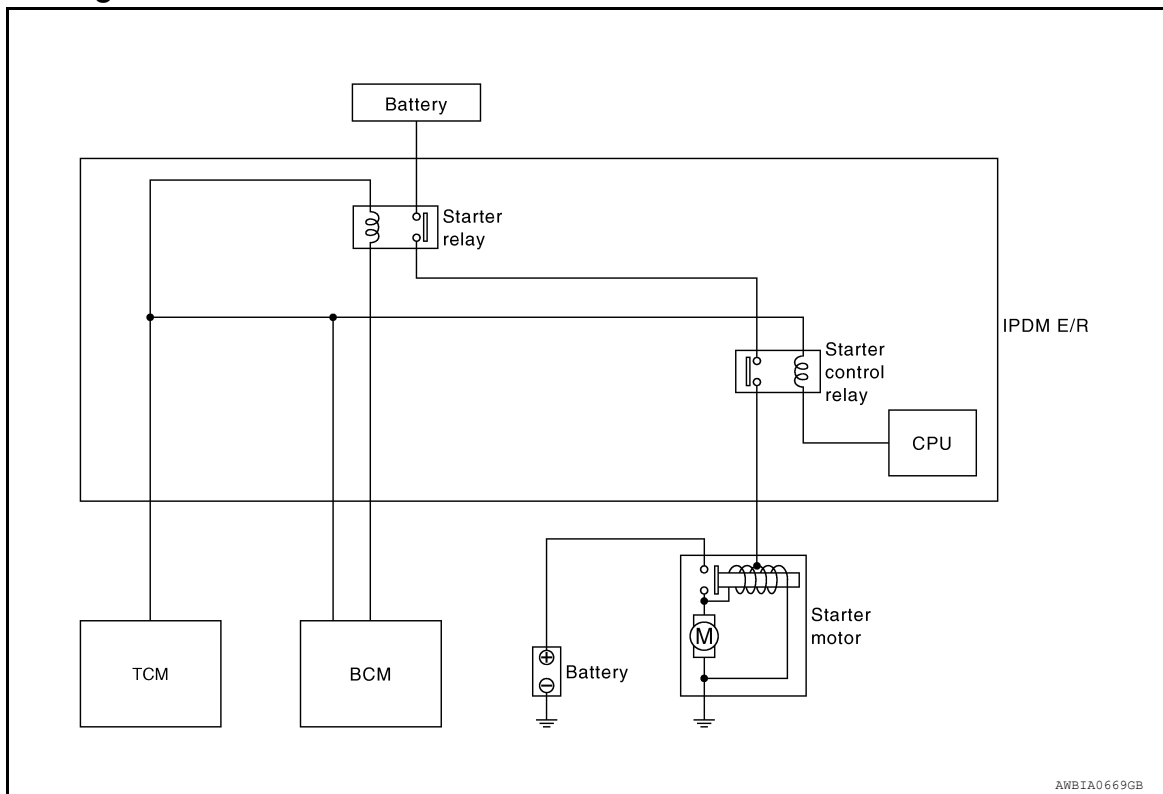 Battery
Starter
relay
IPDM E/R
Starter
control
relay
CPU
Starter
motor
M
TCM
BCM
+
Battery
−
AWBIA0669GB